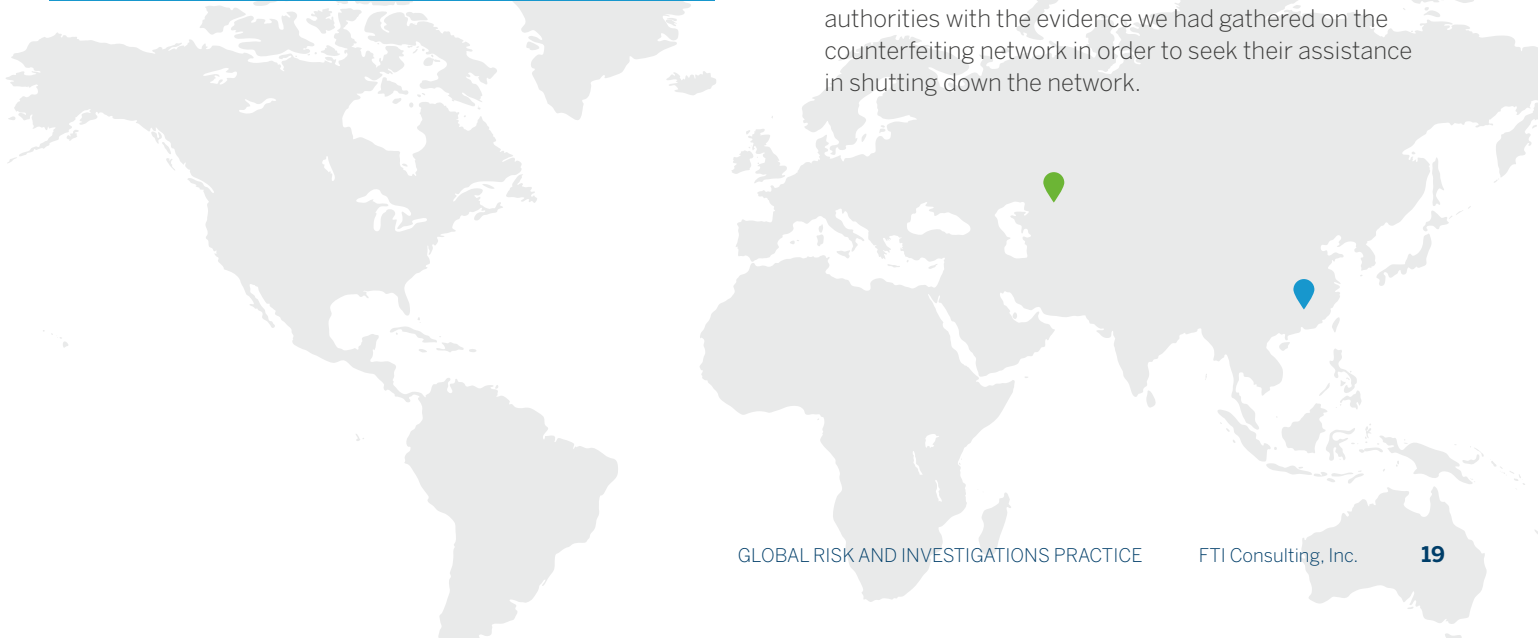 authorities with the evidence we had gathered on the
counterfeiting network in order to seek their assistance
in shutting down the network.
GLOBAL RISK AND INVESTIGATIONS PRACTICE FTI Consulting, Inc. 19